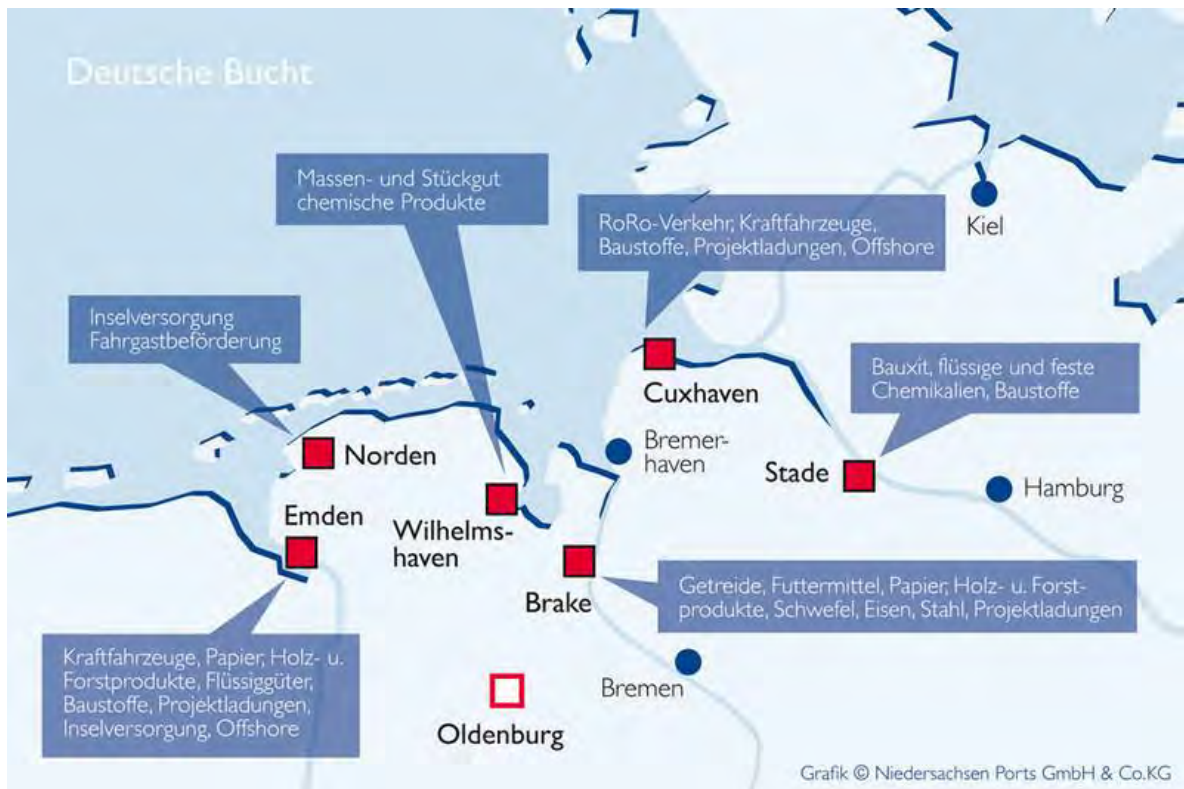 Deutsche Bucht
Massen- und Stückgut
chemische Produkte
RoRo-Verkehr, Kraftfahrzeuge,
Baustoffe, Projektladungen, Offshore
Kiel
Inselversorgung
Fahrgastbeförderung
Cuxhaven
Bauxit, flüssige und feste
Chemikalien, Baustoffe
Norden
Bremer-
haven
Stade
Hamburg
Emden
Wilhelms-
haven
Brake
Getreide, Futtermittel, Papier, Holz- u. Forst-
produkte, Schwefel, Eisen, Stahl, Projektladungen
Kraftfahrzeuge, Papier, Holz- u.
Forstprodukte, Flüssiggüter,
Baustoffe, Projektladungen,
Inselversorgung, Offshore
Bremen
Oldenburg
Grafik © Niedersachsen Ports GmbH & Co.KG